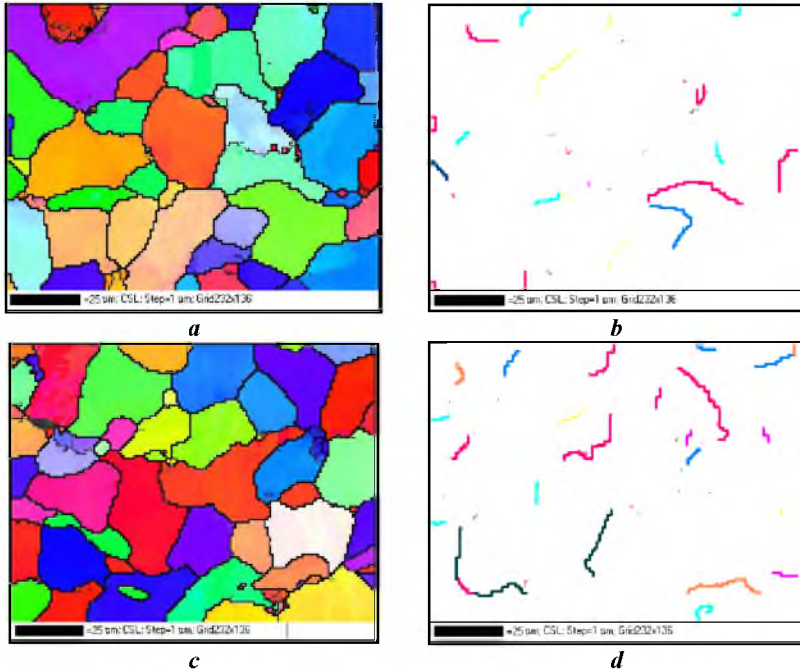 =25 µm; CSL; Step=1 µm; Grid232x136
=25 µm; CSL; Step=1 µm; Grid232x136
a
b
=25 µm; CSL; Step=1 µm; Grid232x136
=25 µm; CSL; Step=1 µm; Grid232x136
c
d